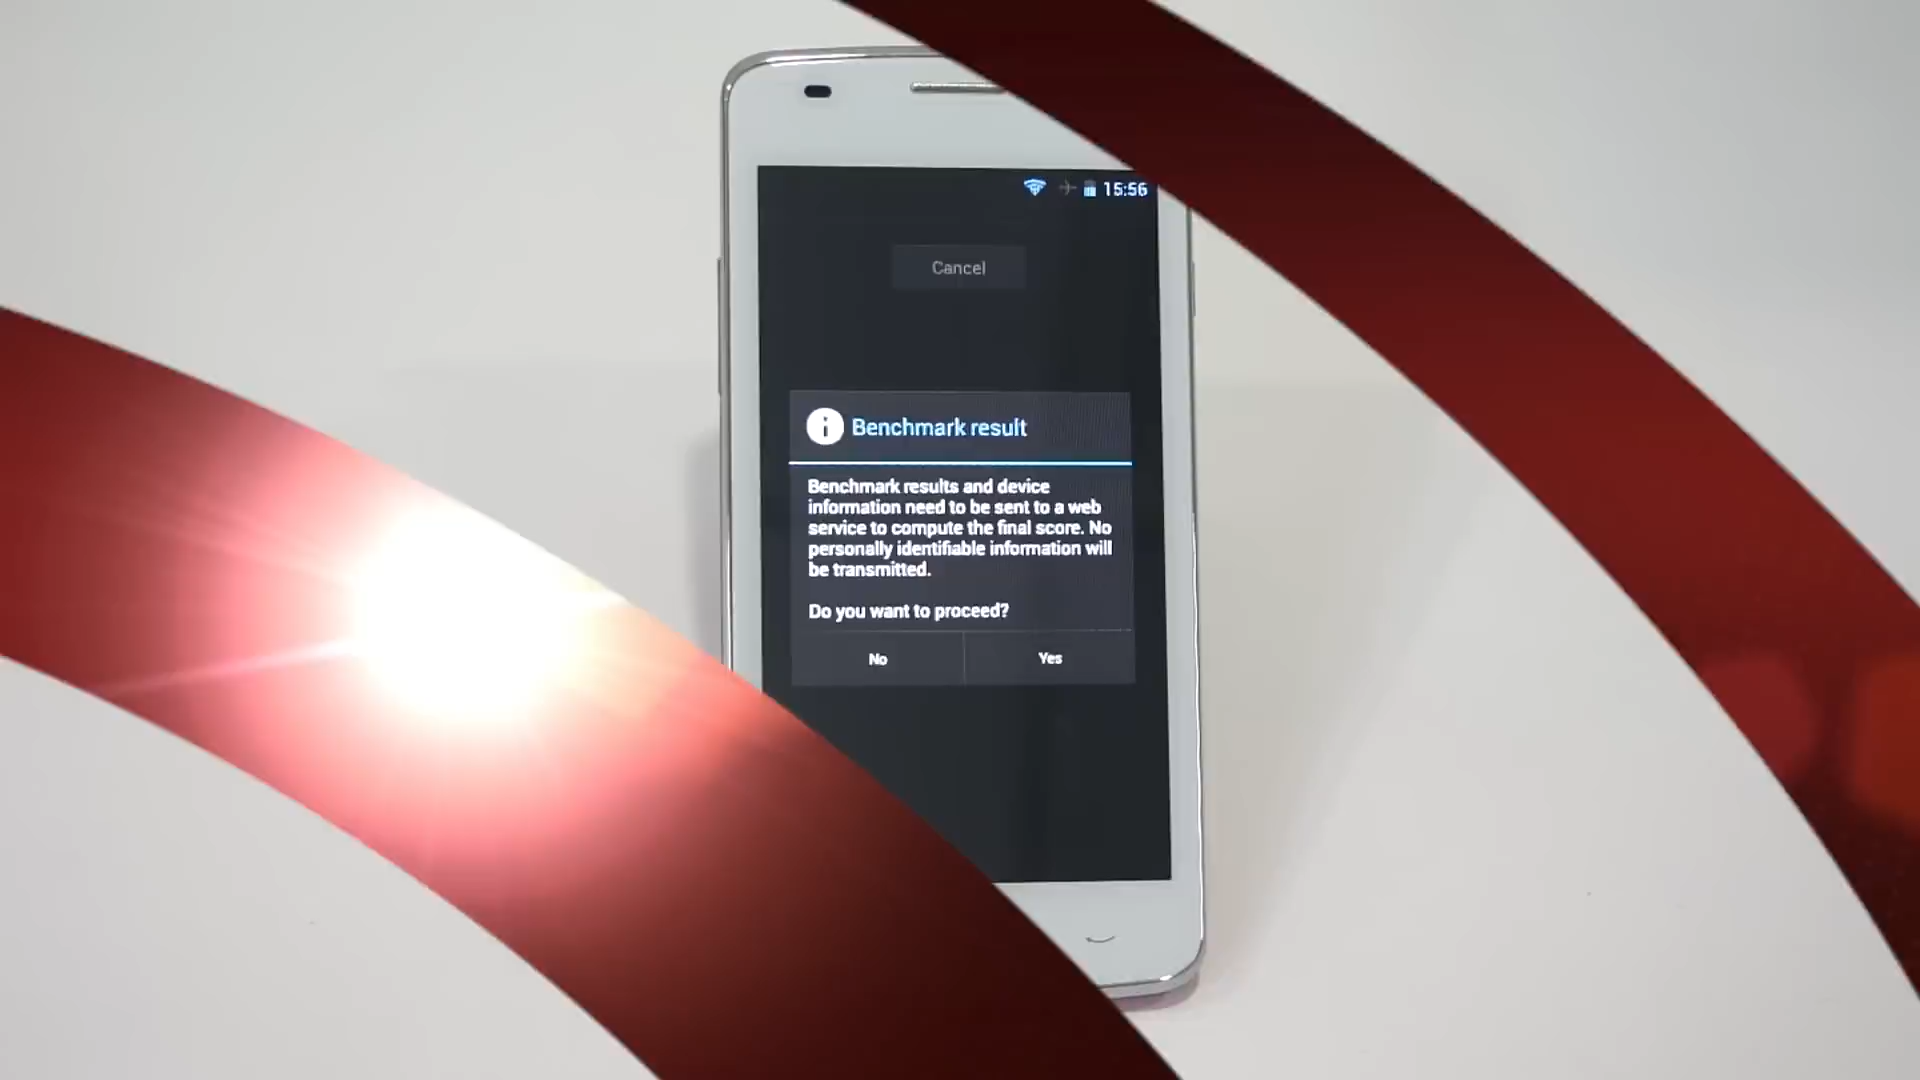 15:56
Cancel
Benchmark result
Benchmark results and device
information need to be sent to a web
service to compute the final score. No
personally identifiable information will
be transmitted.
Do you want to proceed?
No
Yes